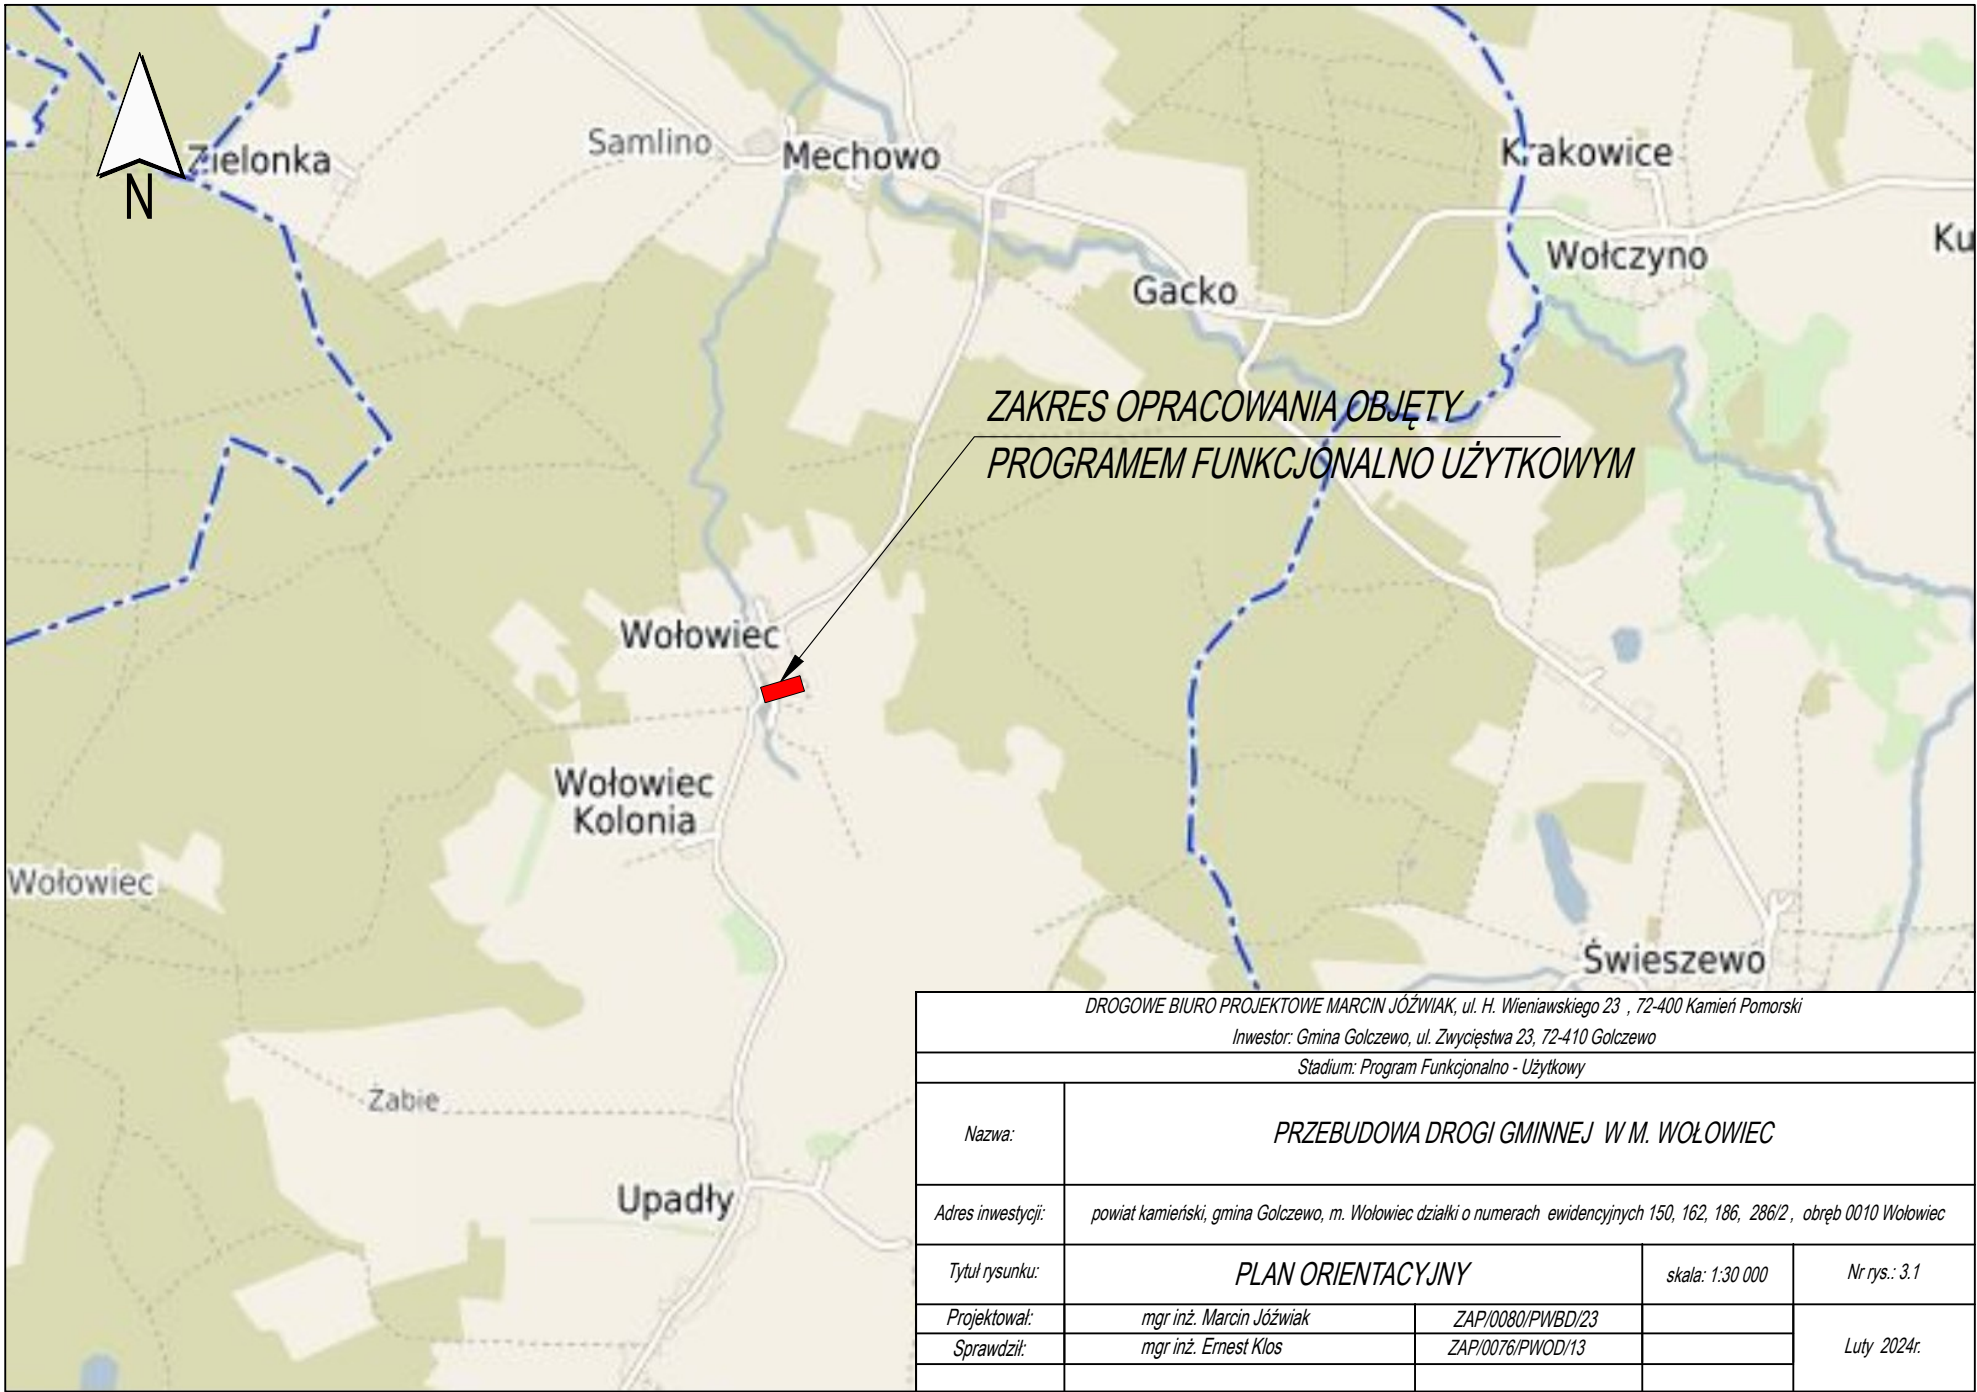 N
Zielonka
Samlino
Mechowo
Krakowice
Wołczyno
Ku
Gacko
ZAKRES OPRACOWANIA OBJĘTY
PROGRAMEM FUNKCJONALNO UŻYTKOWYM
Wołowiec
Wołowiec
Kolonia
Wołowiec
Świeszewo
Żabie
Upadły
DROGOWE BIURO PROJEKTOWE MARCIN JÓŹWIAK, ul. H. Wieniawskiego 23 , 72-400 Kamień Pomorski
Inwestor: Gmina Golczewo, ul. Zwycięstwa 23, 72-410 Golczewo
Stadium: Program Funkcjonalno - Użytkowy
Nazwa: PRZEBUDOWA DROGI GMINNEJ W M. WOŁOWIEC
Adres inwestycji: powiat kamieński, gmina Golczewo, m. Wołowiec działki o numerach ewidencyjnych 150, 162, 186, 286/2 , obręb 0010 Wołowiec
Tytuł rysunku: PLAN ORIENTACYJNY skala: 1:30 000 Nr rys.: 3.1
Projektował: mgr inż. Marcin Jóźwiak ZAP/0080/PWBD/23
Sprawdził: mgr inż. Ernest Klos ZAP/0076/PWOD/13 Luty 2024r.